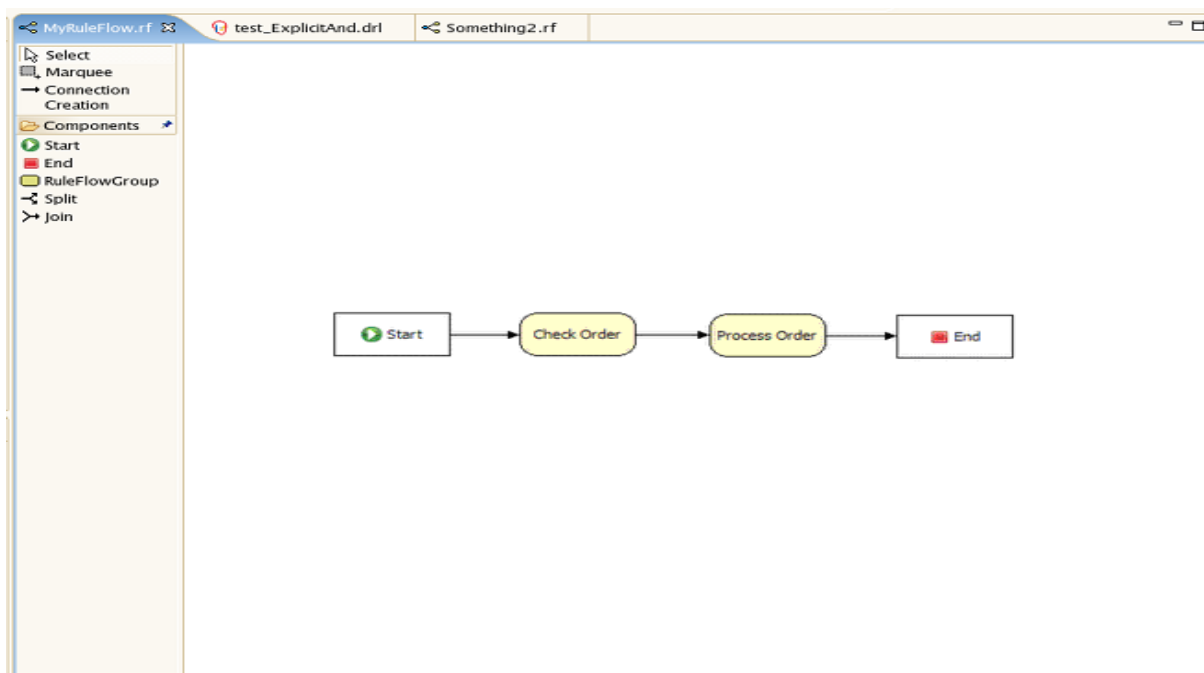 MyRuleFlow.rf test_ExplicitAnd.drl Something2.rf
Select
Marquee
Connection
Creation
Components
Start
End
RuleFlowGroup
Split
Join
Start Check Order Process Order End